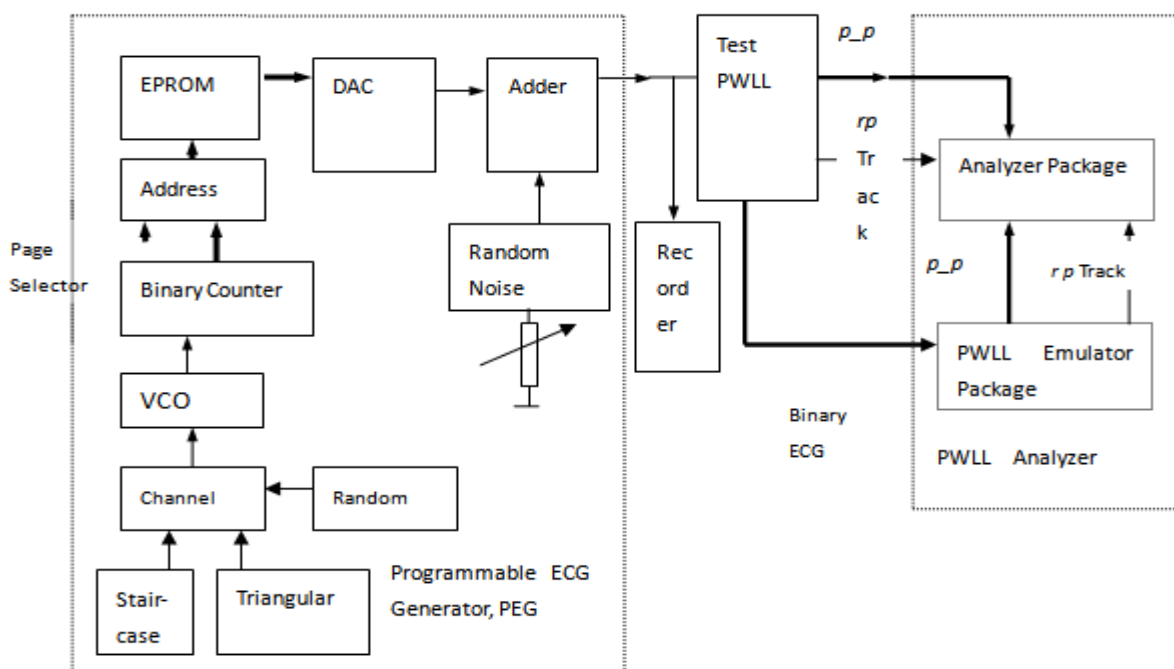 Test
PWLL
p_p
EPROM
DAC
Adder
rp
Tr
ac
k
Analyzer Package
Address
Page
Selector
Random
Noise
Rec
ord
er
p_p
r p Track
Binary Counter
PWLL Emulator
Package
VCO
Binary
ECG
PWLL Analyzer
Channel
Random
Stair-
case
Triangular
Programmable ECG
Generator, PEG